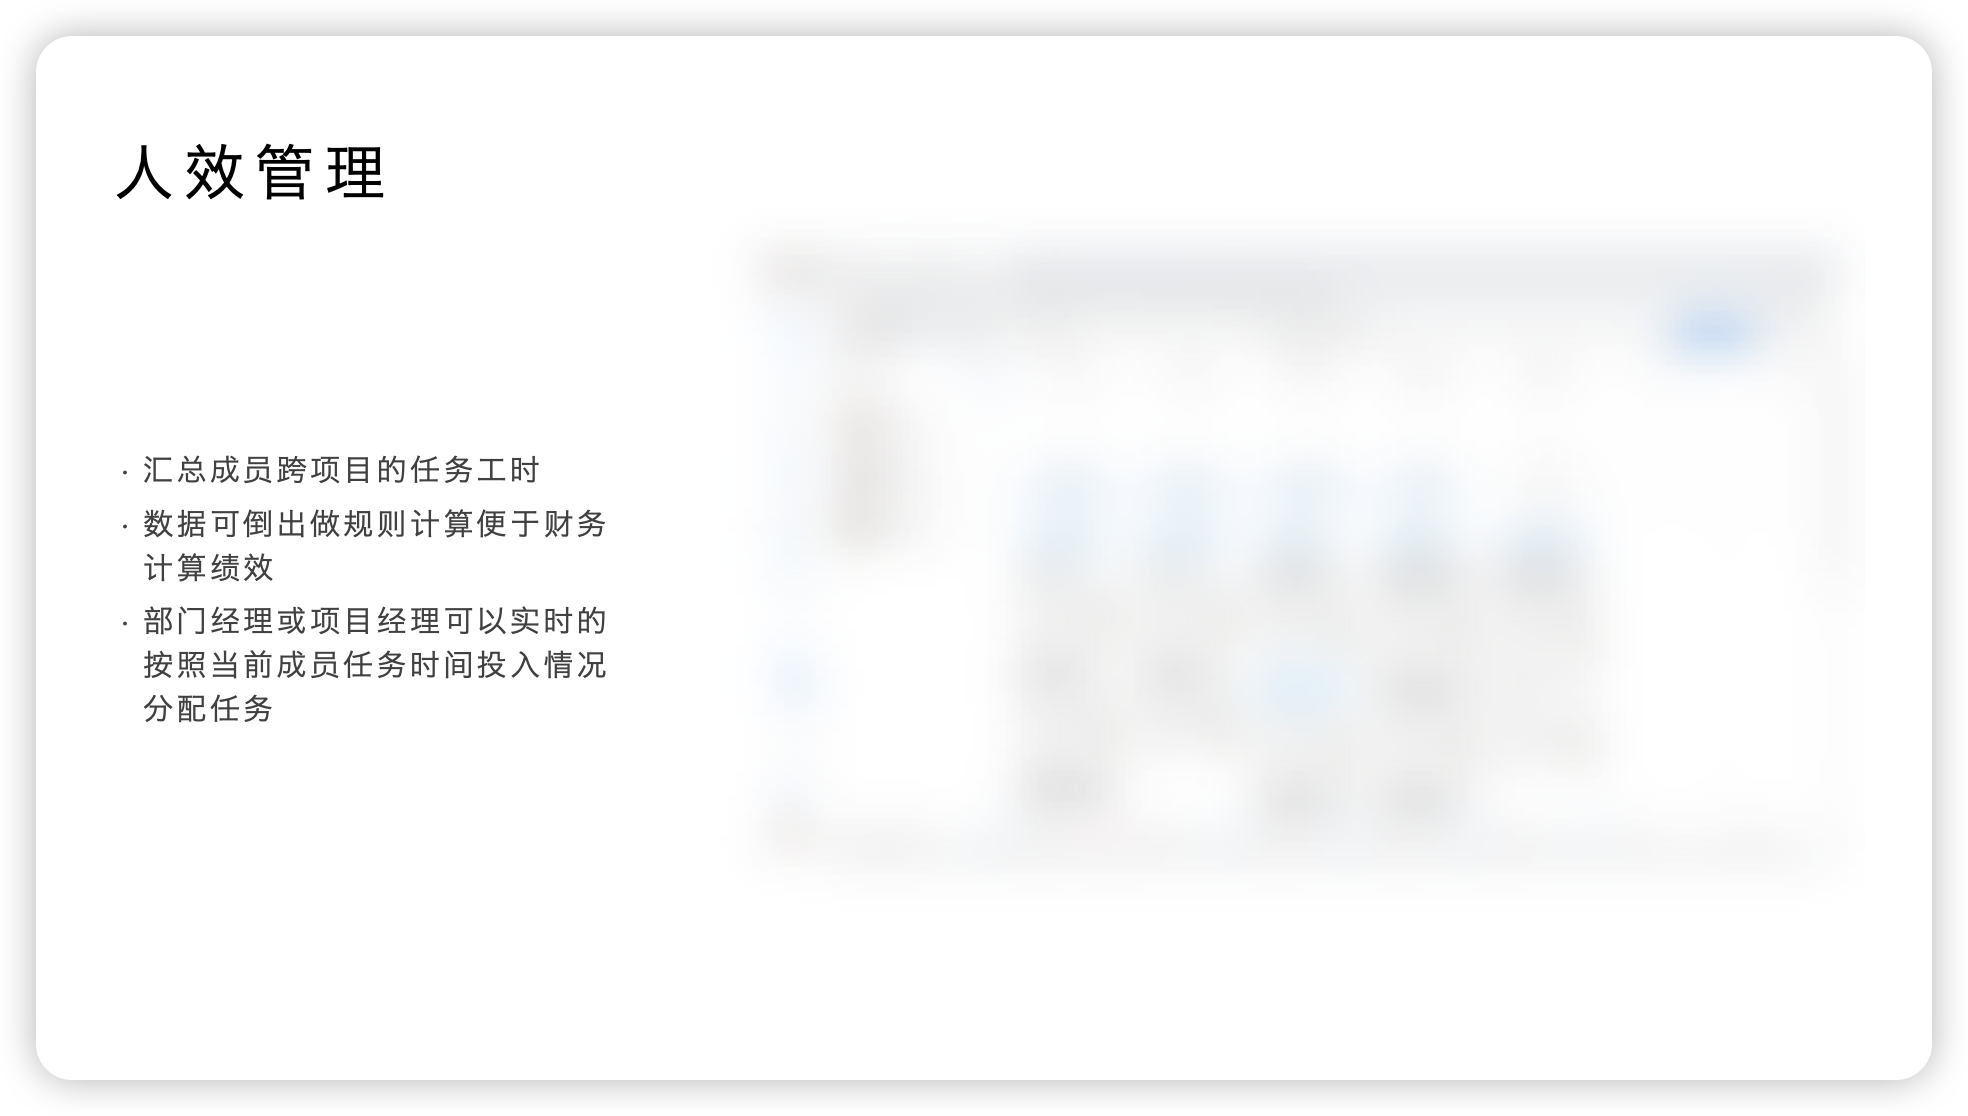 人效管理
· 汇总成员跨项目的任务工时
· 数据可倒出做规则计算便于财务
计算绩效
· 部门经理或项目经理可以实时的
按照当前成员任务时间投入情况
分配任务